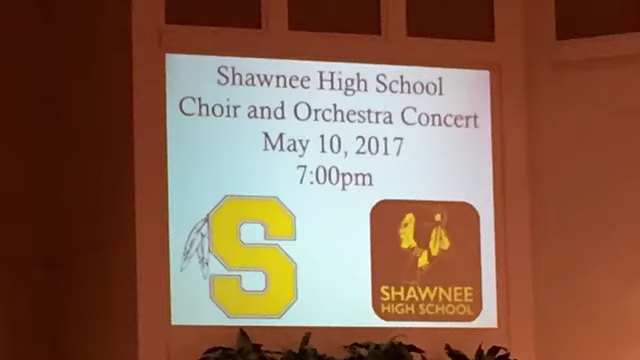 Shawnee High School
Choir and Orchestra Concert
May 10, 2017
7:00pm
S
SHAWNEE
HIGH SCHOOL